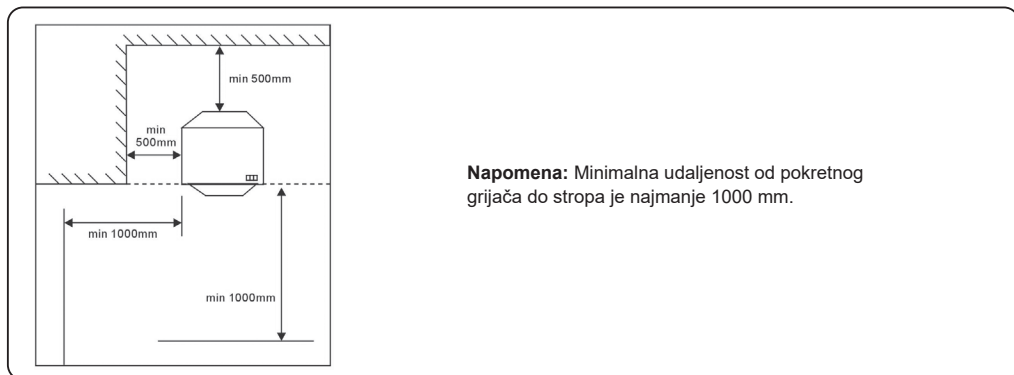 min 500mm
min
500mm
min 1000mm
min 1000mm
Napomena: Minimalna udaljenost od pokretnog
grijača do stropa je najmanje 1000 mm.